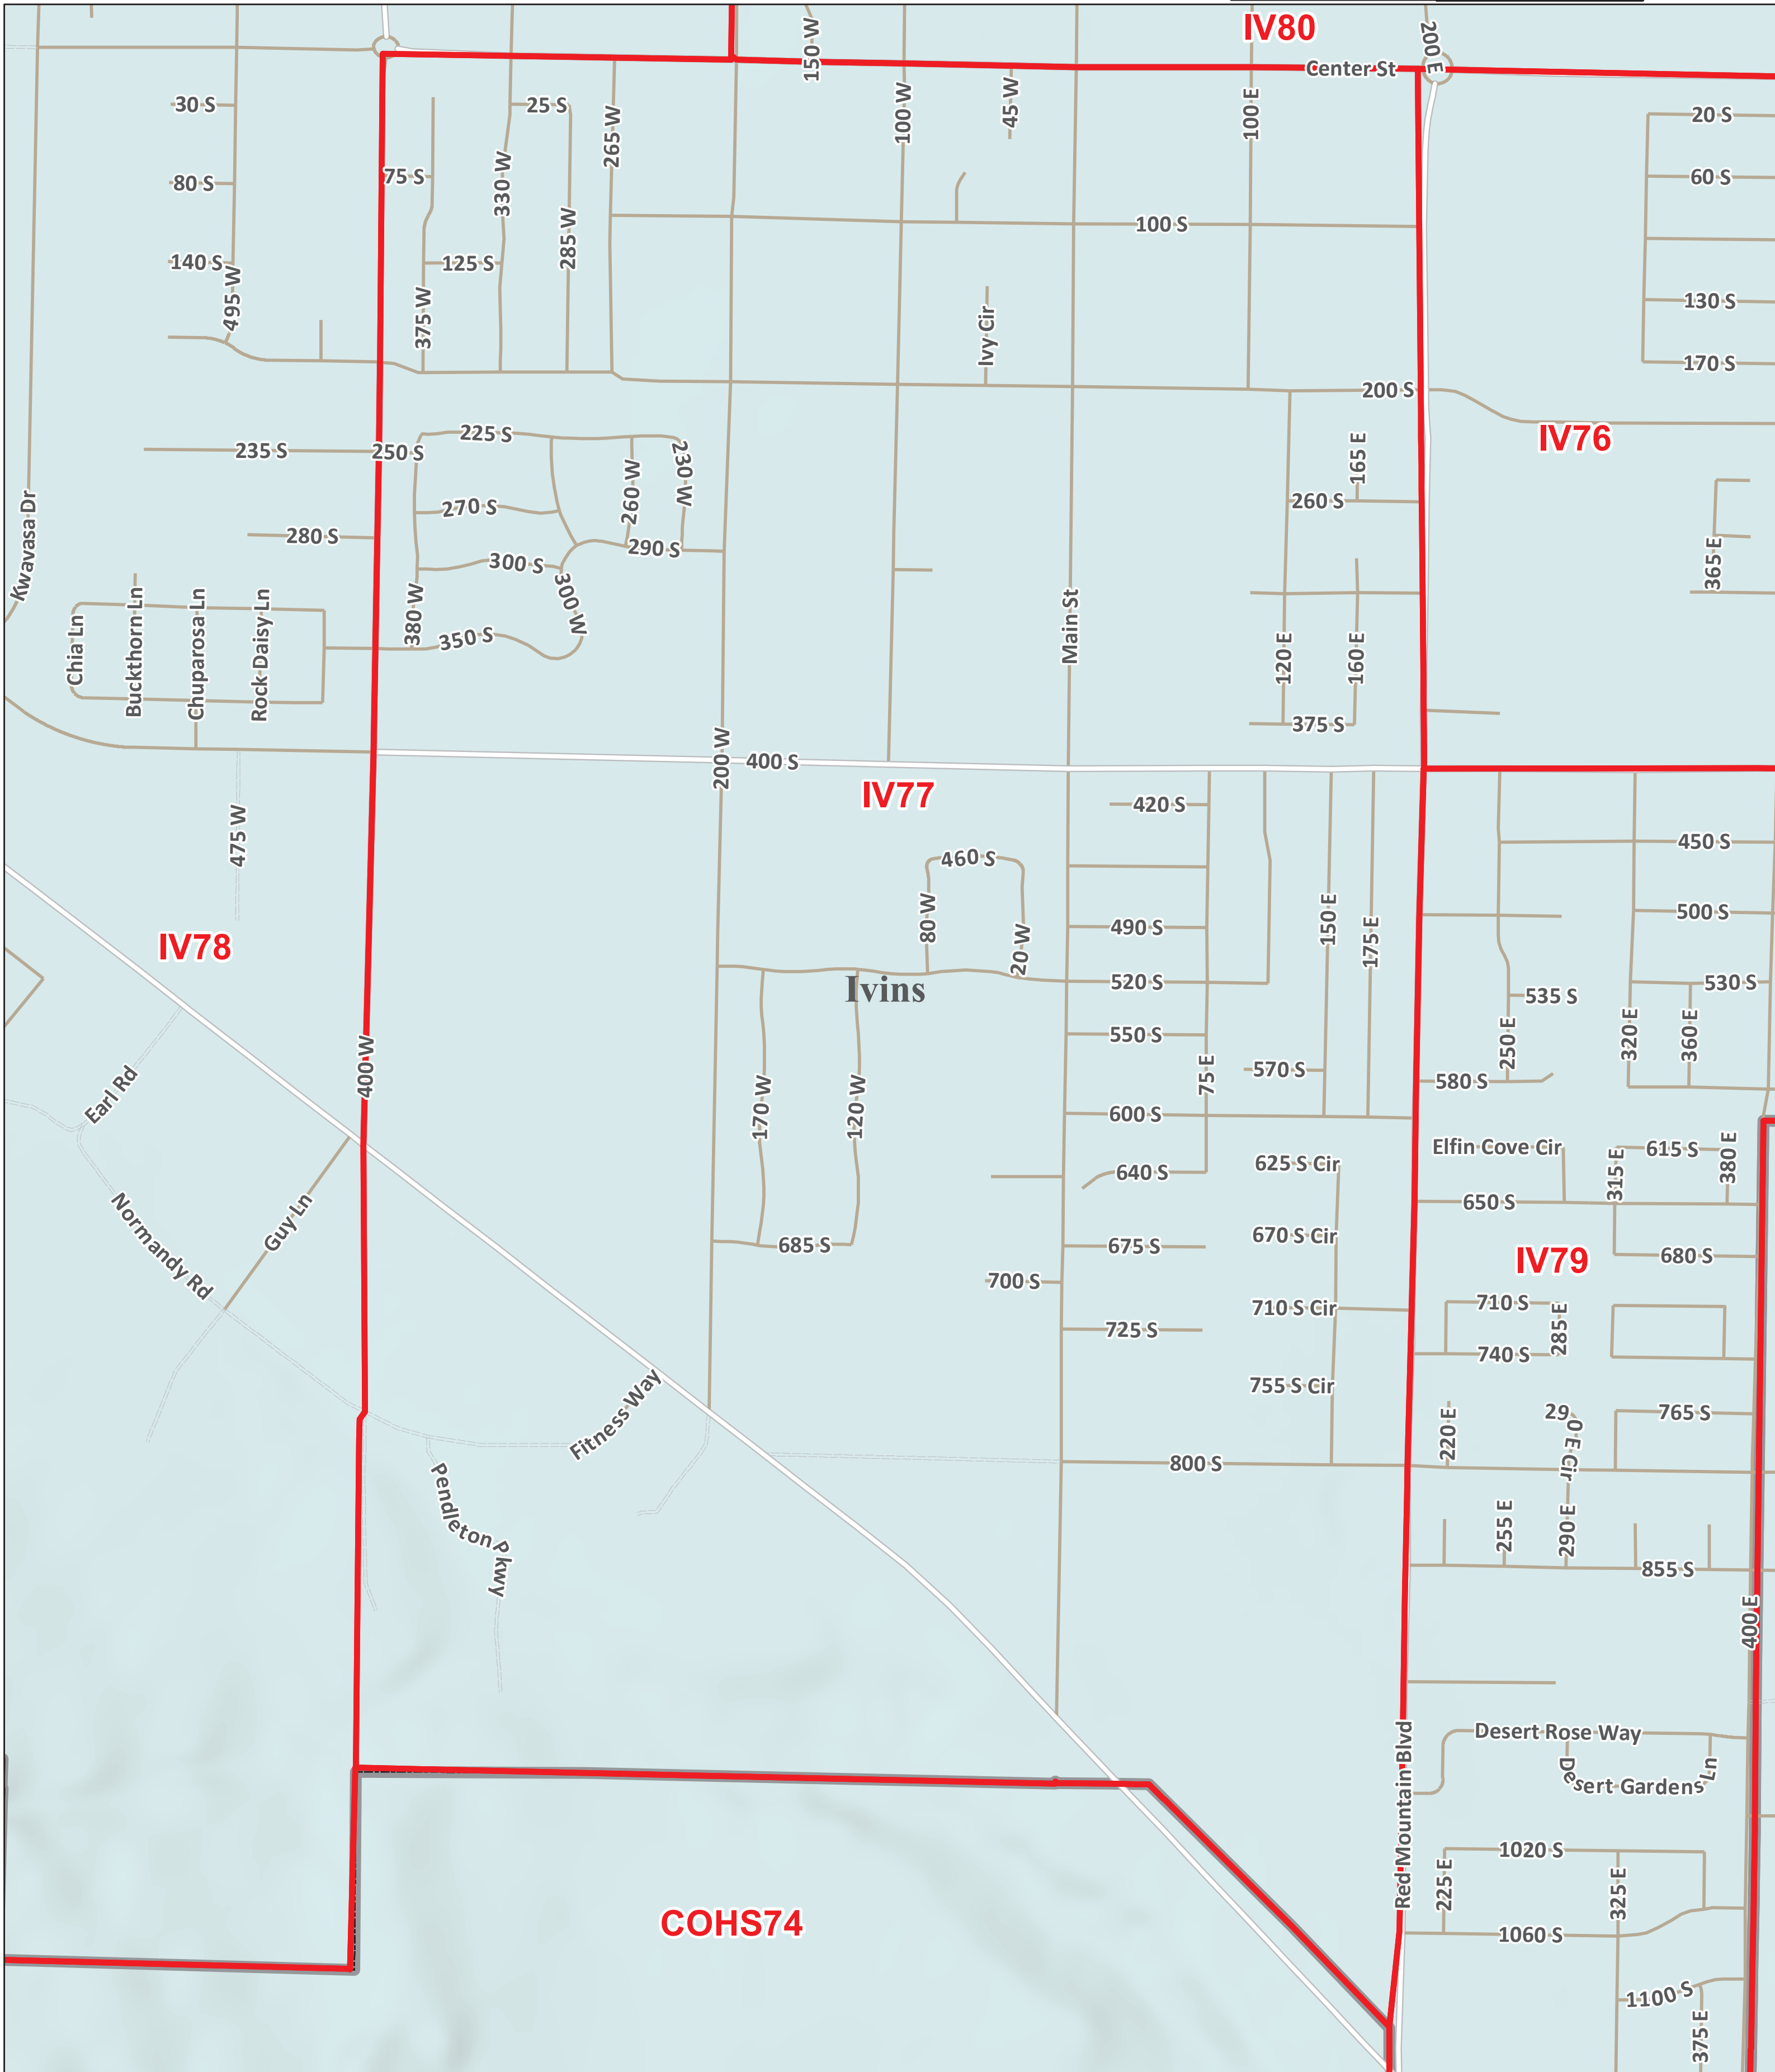 IV80
150 W
200 E
Center St
30 S
25 S
265 W
100 W
45 W
100 E
20 S
75 S
330 W
80 S
60 S
285 W
100 S
140 S
125 S
495 W
375 W
Ivy Cir
130 S
170 S
200 S
IV76
225 S
235 S
250 S
230 W
165 E
270 S
260 W
260 S
Kwavasa Dr
280 S
290 S
300 S
365 E
380 W
300 W
350 S
Chia Ln
Buckthorn Ln
Chuparosa Ln
Rock Daisy Ln
Main St
120 E
160 E
375 S
200 W
400 S
IV77
420 S
475 W
450 S
460 S
80 W
20 W
490 S
150 E
175 E
500 S
IV78
Ivins
520 S
535 S
530 S
550 S
250 E
320 E
360 E
400 W
75 E
570 S
580 S
Earl Rd
170 W
120 W
600 S
Elfin Cove Cir
615 S
380 E
315 E
625 S Cir
640 S
650 S
Normandy Rd
Guy Ln
685 S
675 S
670 S Cir
IV79
680 S
700 S
710 S Cir
710 S
285 E
725 S
740 S
755 S Cir
Fitness Way
220 E
290 E Cir
765 S
800 S
Pendleton Pkwy
255 E
290 E
855 S
400 E
Red Mountain Blvd
Desert Rose Way
Desert Gardens Ln
1020 S
225 E
325 E
COHS74
1060 S
1100 S
375 E